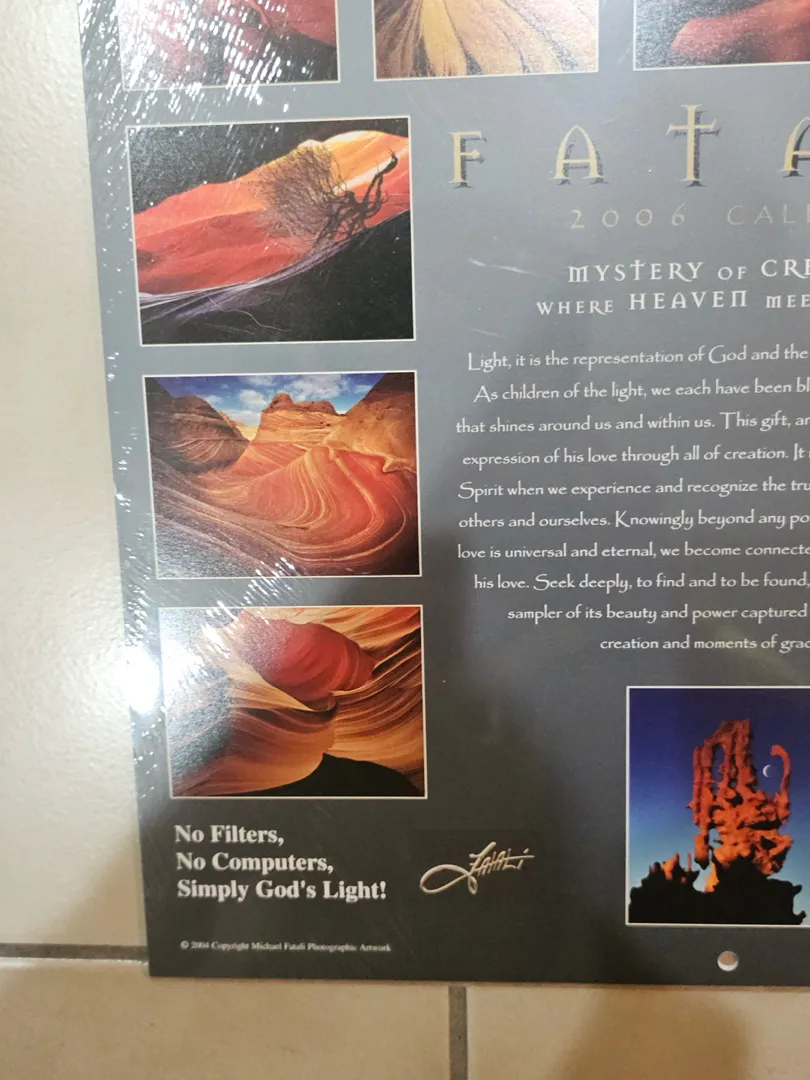 FATA
2006 CAL
MYSTERY OF CRE
WHERE HEAVEN MEE
Light, it is the representation of God and the
As children of the light, we each have been bl
that shines around us and within us. This gift, an
expression of his love through all of creation. It
Spirit when we experience and recognize the tru
others and ourselves. Knowingly beyond any po
love is universal and eternal, we become connecte
his love. Seek deeply, to find and to be found,
sampler of its beauty and power captured
creation and moments of grac
No Filters,
No Computers,
Simply God's Light!
FATALI
© 2004 Copyright Michael Fatali Photographic Artwork